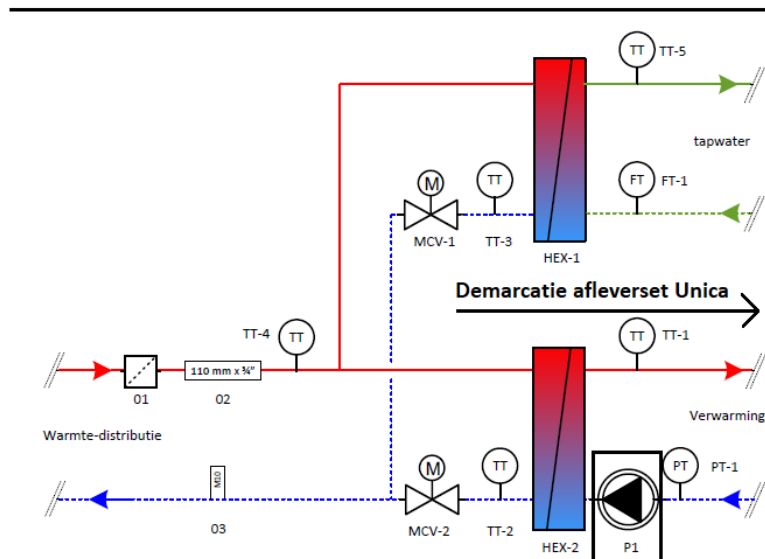 TT TT-5
tapwater
M TT FT FT-1
MCV-1 TT-3 HEX-1
Demarcatie afleverset Unica
TT-4 TT TT TT-1
110 mm x ¾"
01 02
Warmte-distributie Verwarming
M10 M TT PT PT-1
03 MCV-2 TT-2 HEX-2 P1